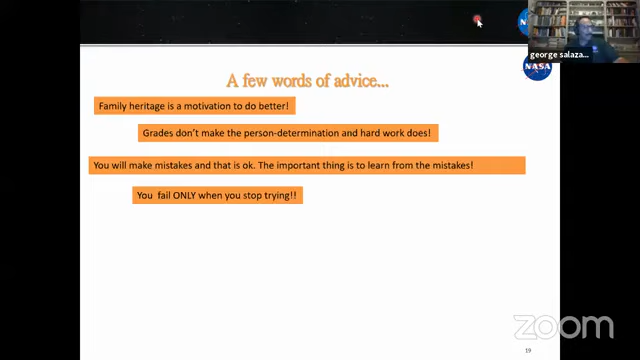 george salaza...
NASA
NASA
A few words of advice...
Family heritage is a motivation to do better!
Grades don't make the person-determination and hard work does!
You will make mistakes and that is ok. The important thing is to learn from the mistakes!
You fail ONLY when you stop trying!!
zoom
19